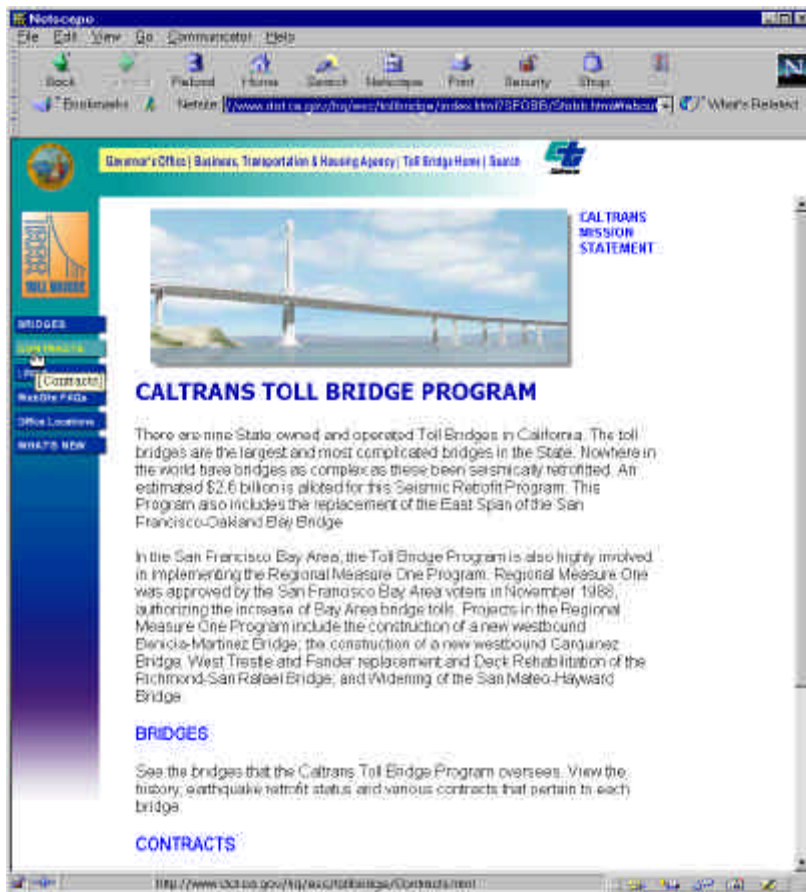 Netscape
File Edit View Go Communicator Help
Back Reload Home Search Netscape Print Security Shop
Bookmarks What's Related
Governor's Office | Business, Transportation & Housing Agency | Toll Bridge Home | Search
CALTRANS
MISSION
STATEMENT
TOLL BRIDGE
BRIDGES
CONTRACTS
[Contracts]
WebSite FAQs
Office Locations
WHAT'S NEW
CALTRANS TOLL BRIDGE PROGRAM
There are nine State owned and operated Toll Bridges in California. The toll
bridges are the largest and most complicated bridges in the State. Nowhere in
the world have bridges as complex as these been seismically retrofitted. An
estimated $2.6 billion is alloted for this Seismic Retrofit Program. This
Program also includes the replacement of the East Span of the San
Francisco-Oakland Bay Bridge
In the San Francisco Bay Area, the Toll Bridge Program is also highly involved
in implementing the Regional Measure One Program. Regional Measure One
was approved by the San Francisco Bay Area voters in November 1988,
authorizing the increase of Bay Area bridge tolls. Projects in the Regional
Measure One Program include the construction of a new westbound
Benicia-Martinez Bridge; the construction of a new westbound Carquinez
Bridge; West Trestle and Fender replacement and Deck Rehabilitation of the
Richmond-San Rafael Bridge; and Widening of the San Mateo-Hayward
Bridge.
BRIDGES
See the bridges that the Caltrans Toll Bridge Program oversees. View the
history, earthquake retrofit status and various contracts that pertain to each
bridge.
CONTRACTS
http://www.dot.ca.gov/hq/esc/tollbridge/Contracts.html